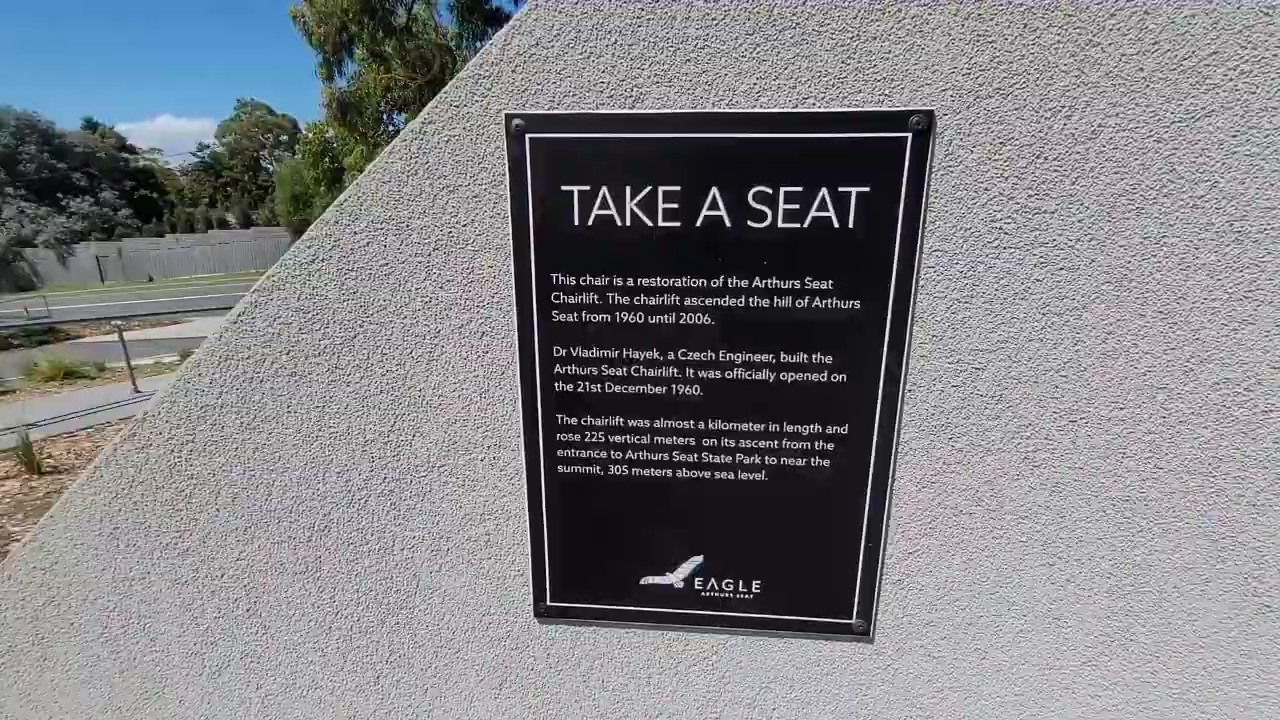 TAKE A SEAT
This chair is a restoration of the Arthurs Seat
Chairlift. The chairlift ascended the hill of Arthurs
Seat from 1960 until 2006.
Dr Vladimir Hayek, a Czech Engineer, built the
Arthurs Seat Chairlift. It was officially opened on
the 21st December 1960.
The chairlift was almost a kilometer in length and
rose 225 vertical meters on its ascent from the
entrance to Arthurs Seat State Park to near the
summit, 305 meters above sea level.
EAGLE
ARTHURS SEAT